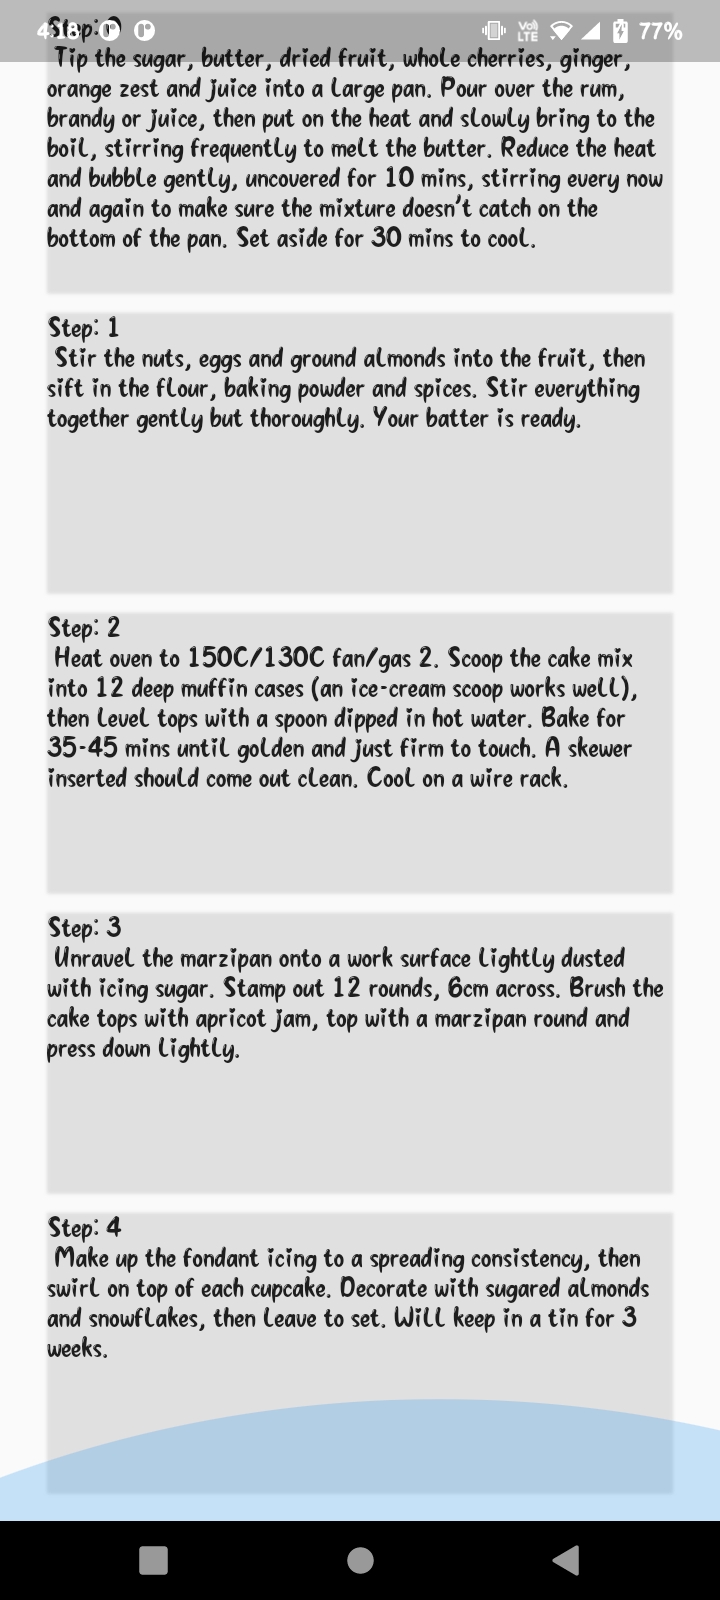 4:18
VoI)
LTE
77%
Step: 0
Tip the sugar, butter, dried fruit, whole cherries, ginger,
orange zest and juice into a large pan. Pour over the rum,
brandy or juice, then put on the heat and slowly bring to the
boil, stirring frequently to melt the butter. Reduce the heat
and bubble gently, uncovered for 10 mins, stirring every now
and again to make sure the mixture doesn't catch on the
bottom of the pan. Set aside for 30 mins to cool.
Step: 1
Stir the nuts, eggs and ground almonds into the fruit, then
sift in the flour, baking powder and spices. Stir everything
together gently but thoroughly. Your batter is ready.
Step: 2
Heat oven to 150C/130C fan/gas 2. Scoop the cake mix
into 12 deep muffin cases (an ice-cream scoop works well),
then level tops with a spoon dipped in hot water. Bake for
35-45 mins until golden and just firm to touch. A skewer
inserted should come out clean. Cool on a wire rack.
Step: 3
Unravel the marzipan onto a work surface lightly dusted
with icing sugar. Stamp out 12 rounds, 6cm across. Brush the
cake tops with apricot jam, top with a marzipan round and
press down lightly.
Step: 4
Make up the fondant icing to a spreading consistency, then
swirl on top of each cupcake. Decorate with sugared almonds
and snowflakes, then leave to set. Will keep in a tin for 3
weeks.